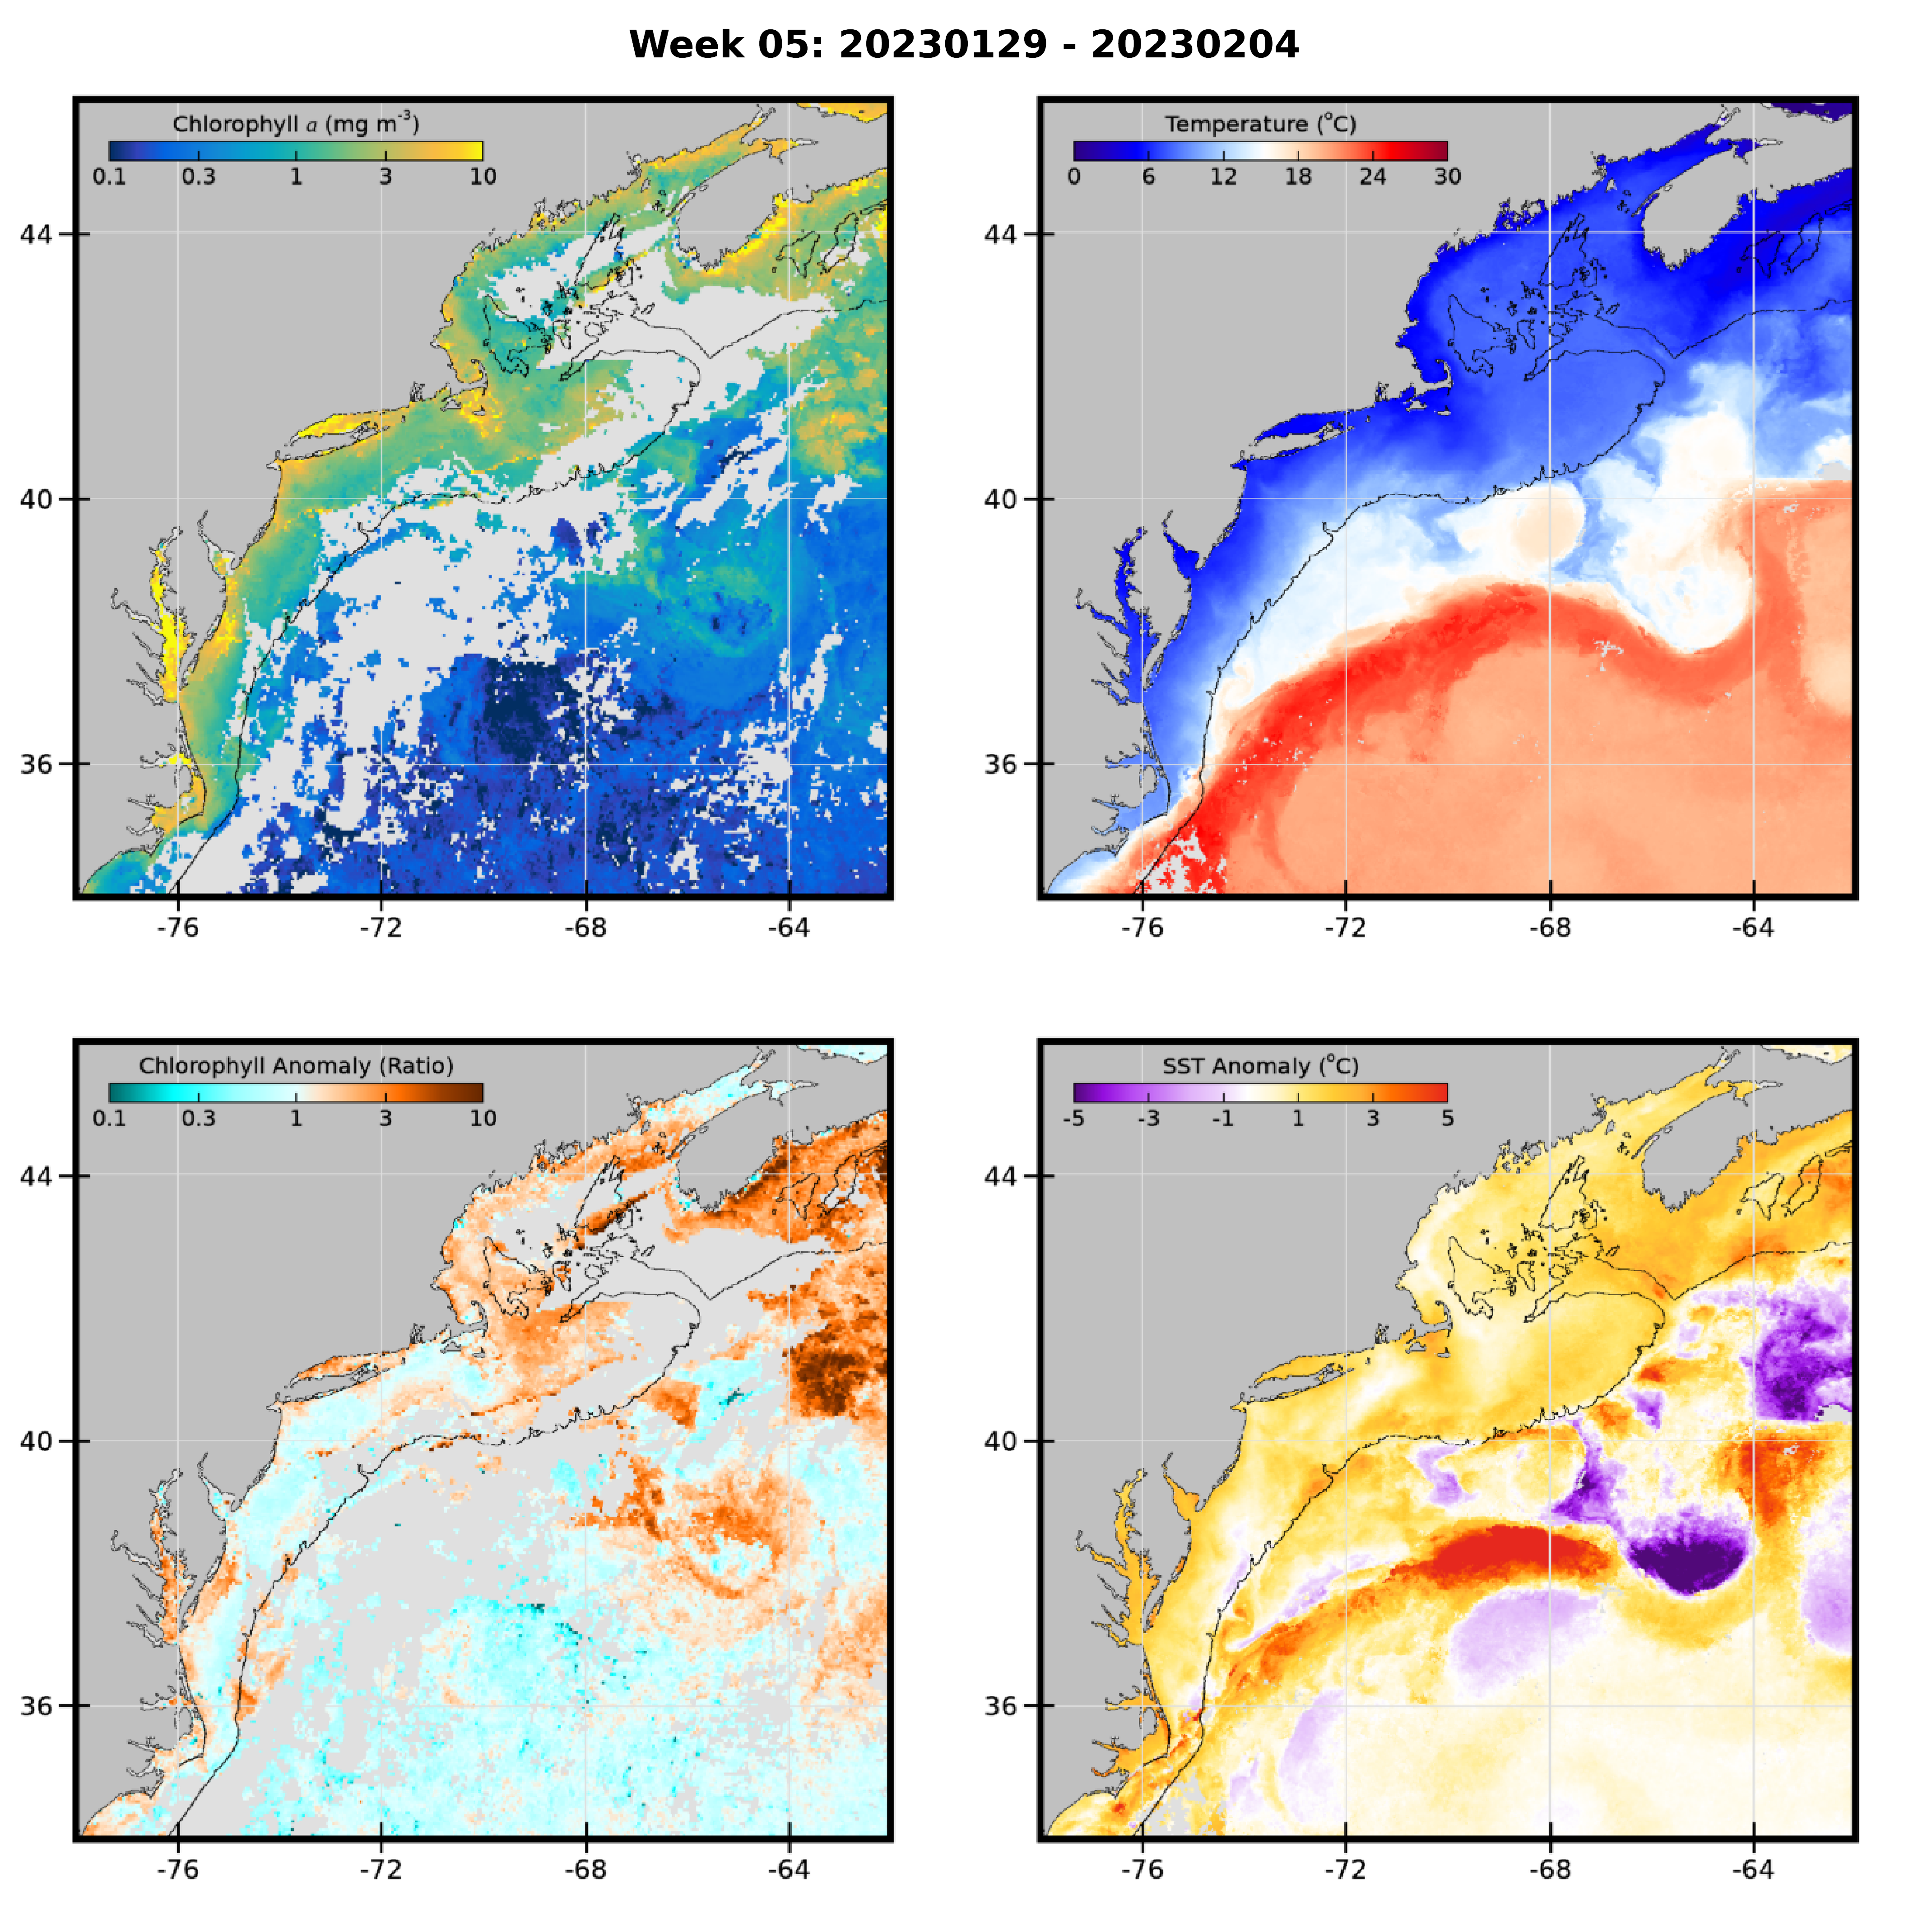 Week 05: 20230129 - 20230204
Chlorophyll a (mg m-3)
0.1 0.3 1 3 10
44
40
36
-76 -72 -68 -64
Temperature (oC)
0 6 12 18 24 30
44
40
36
-76 -72 -68 -64
Chlorophyll Anomaly (Ratio)
0.1 0.3 1 3 10
44
40
36
-76 -72 -68 -64
SST Anomaly (oC)
-5 -3 -1 1 3 5
44
40
36
-76 -72 -68 -64